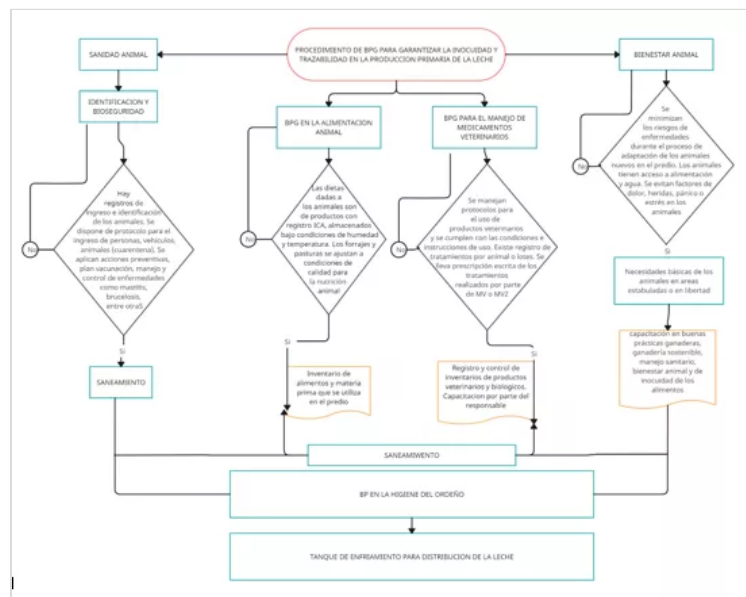 PROCEDIMIENTO DE BPG PARA GARANTIZAR LA INOCUIDAD Y
TRAZABILIDAD EN LA PRODUCCION PRIMARIA DE LA LECHE
SANIDAD ANIMAL
BIENESTAR ANIMAL
IDENTIFICACION Y
BIOSEGURIDAD
BPG EN LA ALIMENTACION
ANIMAL
BPG PARA EL MANEJO DE
MEDICAMENTOS
VETERINARIOS
Hay
registros de
ingreso e identificación
de los animales. Se
dispone de protocolo para el
ingreso de personas, vehículos,
animales (cuarentena). Se
aplican acciones preventivas,
plan vacunación, manejo y
control de enfermedades
como mastitis,
brucelosis,
entre otraS
No
Si
SANEAMIENTO
Las dietas
dadas a
los animales son
de productos con
registro ICA, almacenados
bajo condiciones de humedad
y temperatura. Los forrajes y
pasturas se ajustan a
condiciones de
calidad para
la nutrición
animal
No
Si
Inventario de
alimentos y materia
prima que se utiliza
en el predio
Se manejan
protocolos para
el uso de
productos veterinarios
y se cumplen con las condiciones e
instrucciones de uso. Existe registro de
tratamientos por animal o lotes. Se
lleva prescripción escrita de los
tratamientos
realizados por parte
de MV o MVZ
No
Si
Registro y control de
inventarios de productos
veterinarios y biologicos.
Capacitacion por parte del
responsable
Se
minimizan
los riesgos de
enfermedades
durante el proceso de
adaptación de los animales
nuevos en el predio. Los animales
tienen acceso a alimentación
y agua. Se evitan factores de
dolor, heridas, pánico o
estrés en los
animales
No
Si
Necesidades básicas de los
animales en areas
estabuladas o en libertad
capacitación en buenas
prácticas ganaderas,
ganadería sostenible,
manejo sanitario,
bienestar animal y de
inocuidad de los
alimentos
SANEAMIWENTO
BP EN LA HIGIENE DEL ORDEÑO
TANQUE DE ENFRIAMIENTO PARA DISTRIBUCION DE LA LECHE